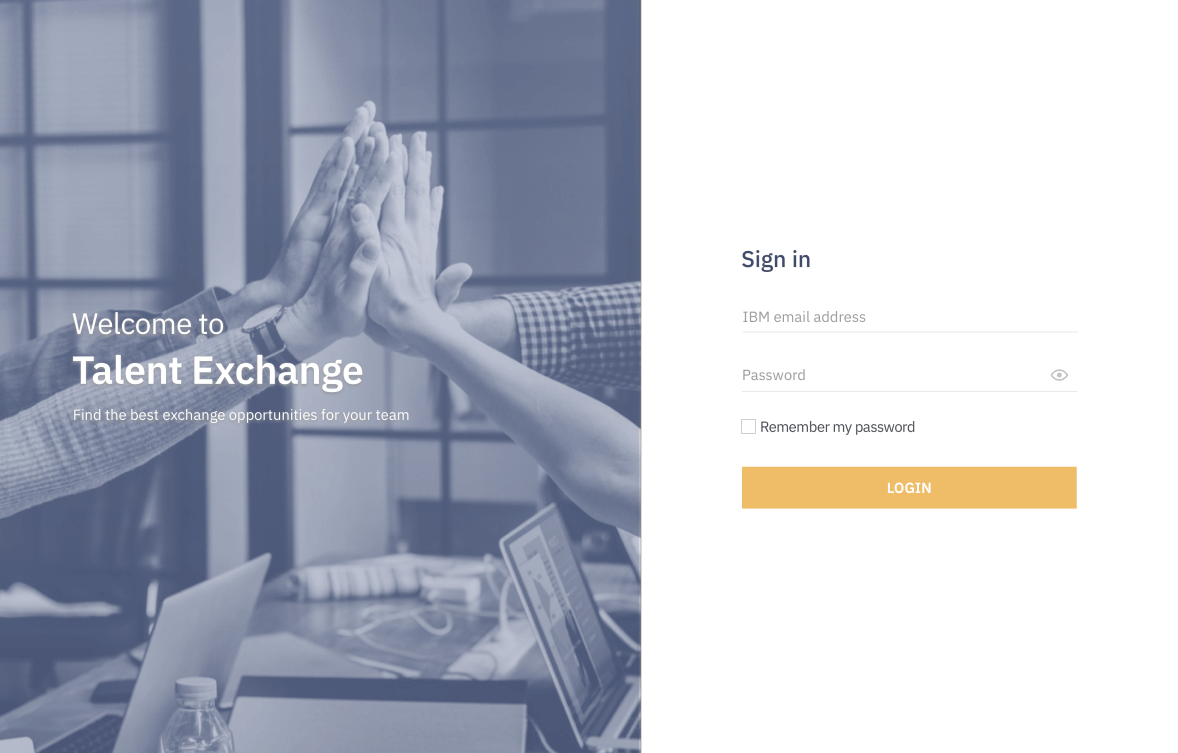 Welcome to
Talent Exchange
Find the best exchange opportunities for your team
Sign in
IBM email address
Password
Remember my password
LOGIN